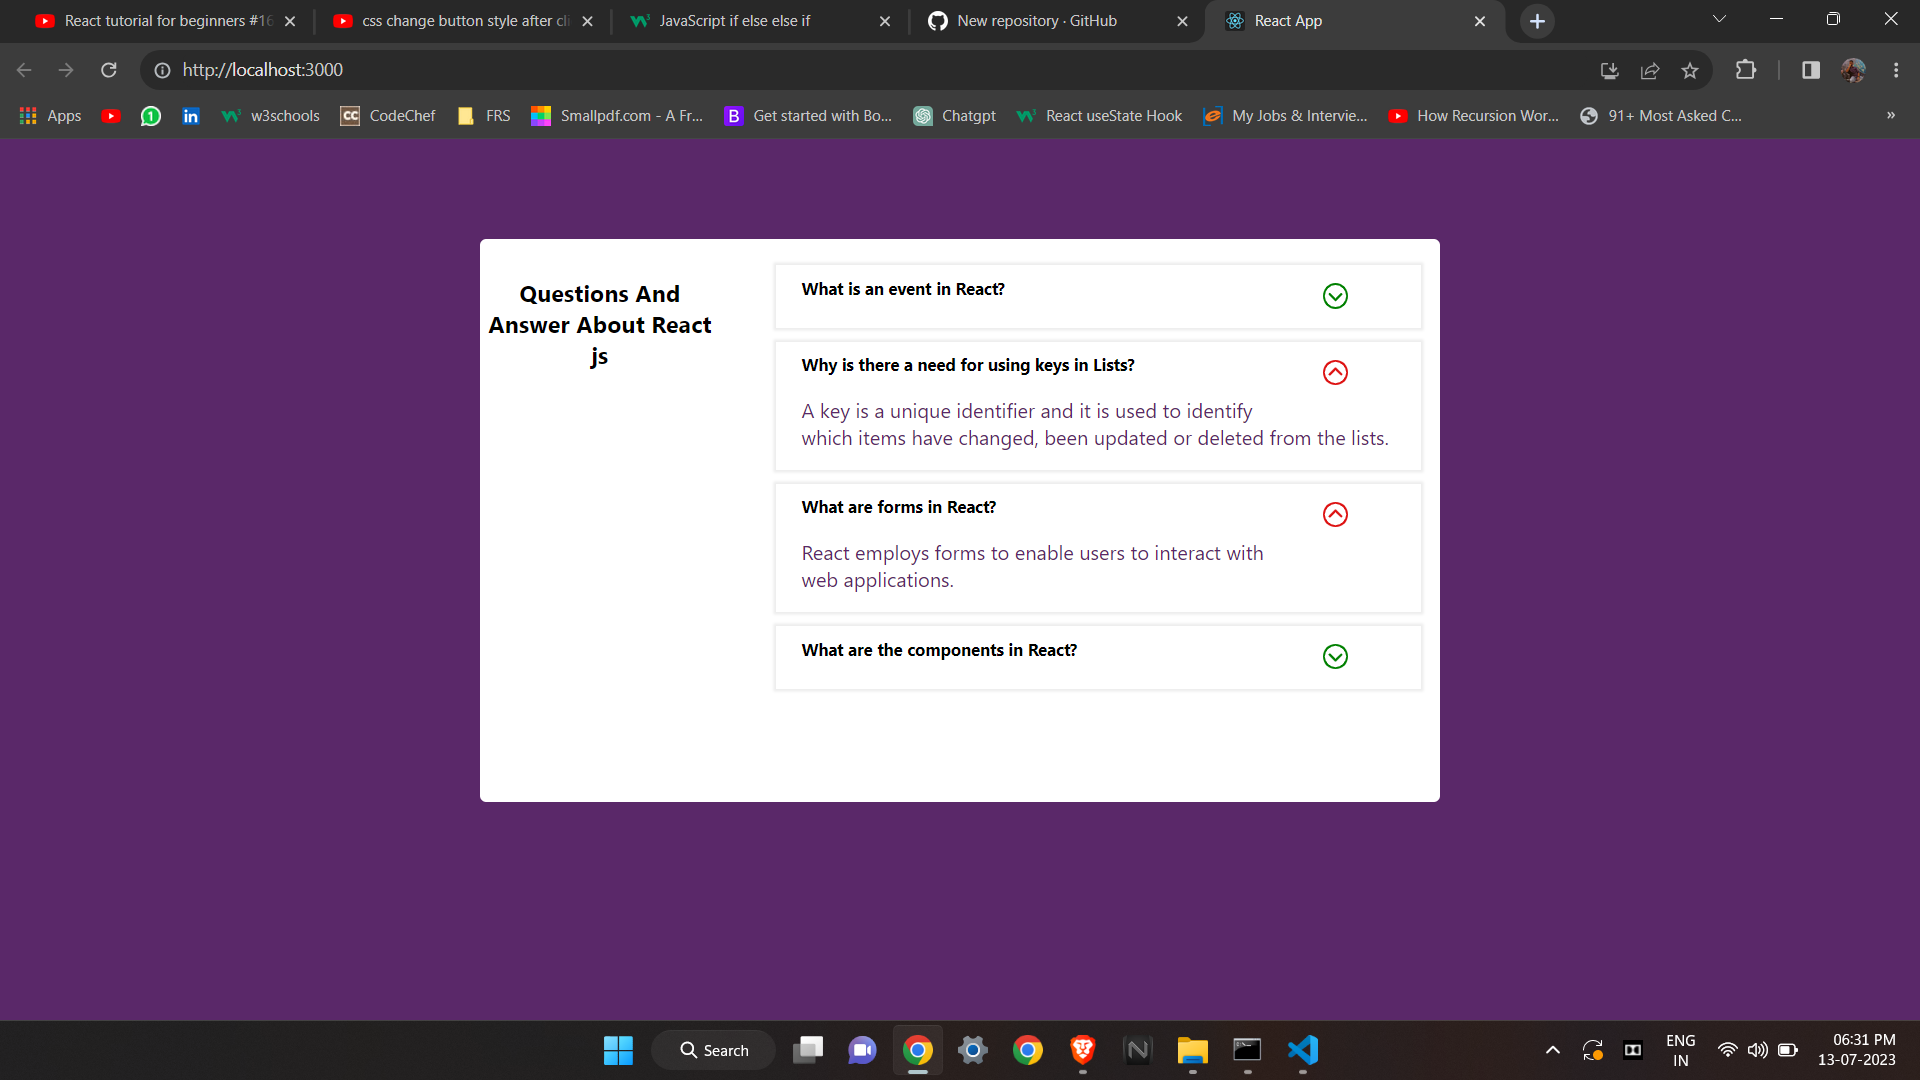 React tutorial for beginners #16
css change button style after cli
JavaScript if else else if
New repository · GitHub
React App
http://localhost:3000
Apps
1
in
w3schools
CC
CodeChef
FRS
Smallpdf.com - A Fr...
B
Get started with Bo...
Chatgpt
React useState Hook
e
My Jobs & Intervie...
How Recursion Wor...
91+ Most Asked C...
»
Questions And
Answer About React
js
What is an event in React?
Why is there a need for using keys in Lists?
A key is a unique identifier and it is used to identify
which items have changed, been updated or deleted from the lists.
What are forms in React?
React employs forms to enable users to interact with
web applications.
What are the components in React?
Search
N
ENG
IN
06:31 PM
13-07-2023